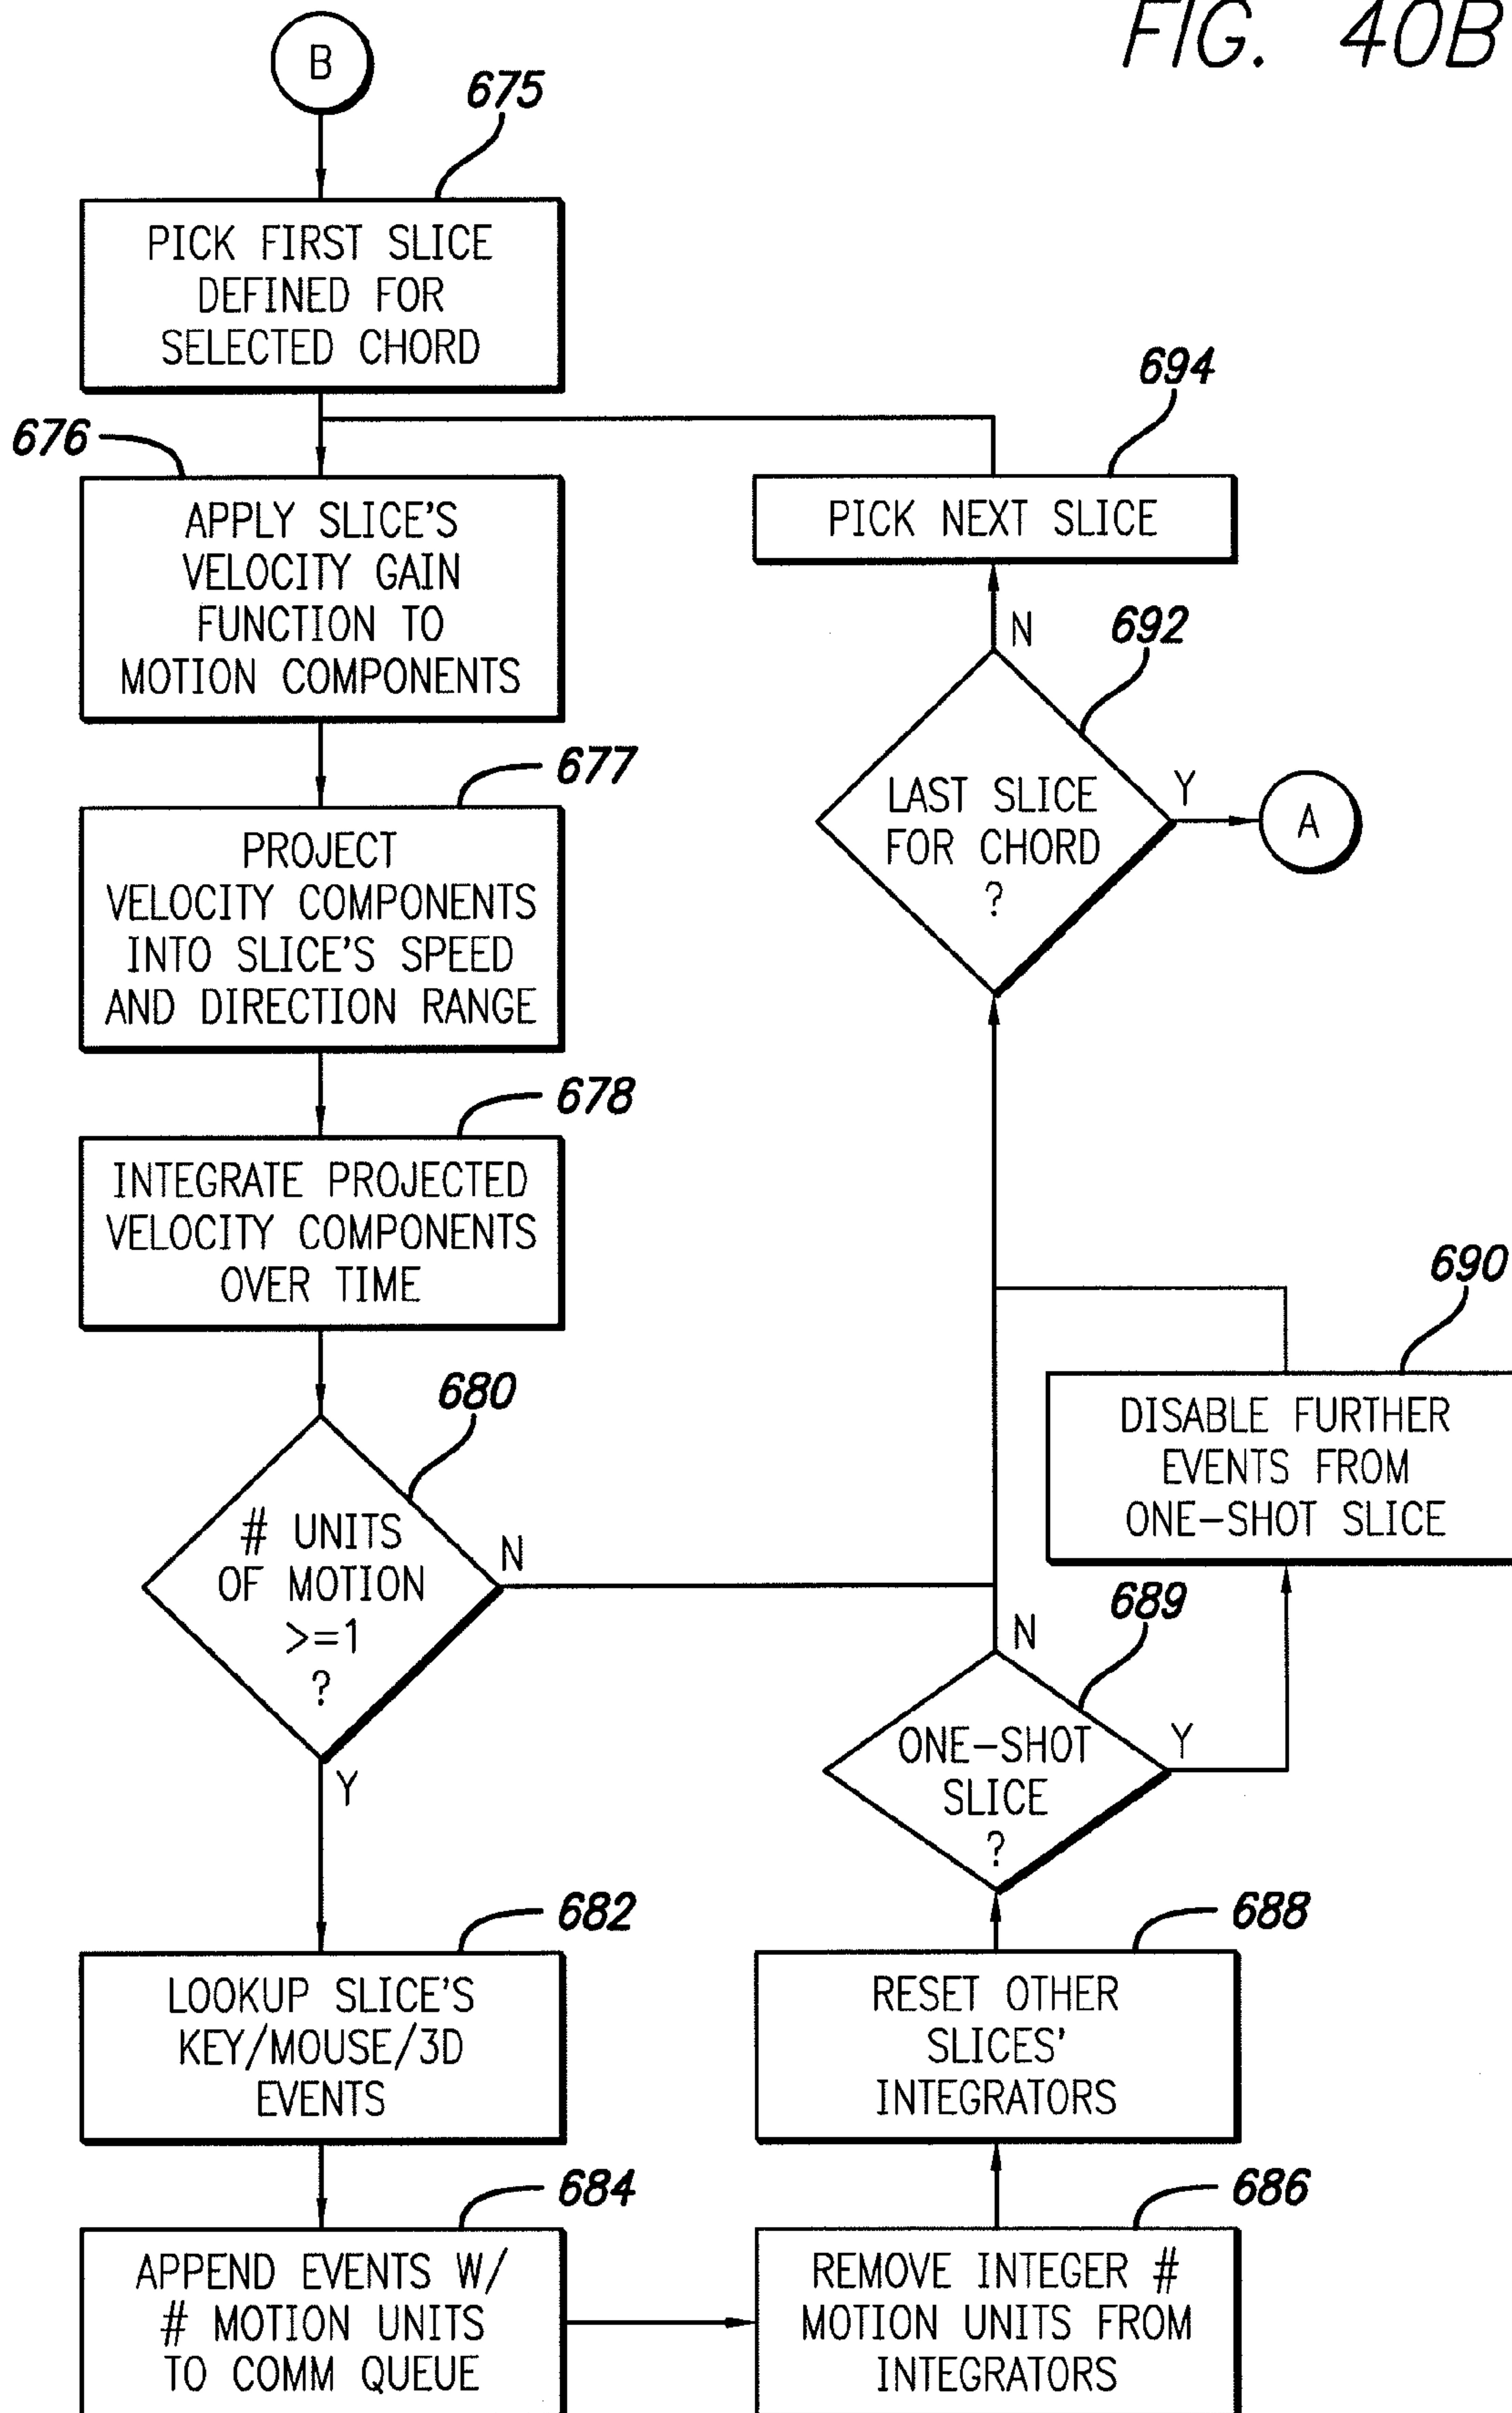 FIG. 40B
B
675
PICK FIRST SLICE
DEFINED FOR
SELECTED CHORD
676
APPLY SLICE'S
VELOCITY GAIN
FUNCTION TO
MOTION COMPONENTS
677
PROJECT
VELOCITY COMPONENTS
INTO SLICE'S SPEED
AND DIRECTION RANGE
678
INTEGRATE PROJECTED
VELOCITY COMPONENTS
OVER TIME
680
# UNITS
OF MOTION
>=1
?
N
Y
682
LOOKUP SLICE'S
KEY/MOUSE/3D
EVENTS
684
APPEND EVENTS W/
# MOTION UNITS
TO COMM QUEUE
686
REMOVE INTEGER #
MOTION UNITS FROM
INTEGRATORS
688
RESET OTHER
SLICES'
INTEGRATORS
689
ONE-SHOT
SLICE
?
N
Y
690
DISABLE FURTHER
EVENTS FROM
ONE-SHOT SLICE
692
LAST SLICE
FOR CHORD
?
N
Y
A
694
PICK NEXT SLICE